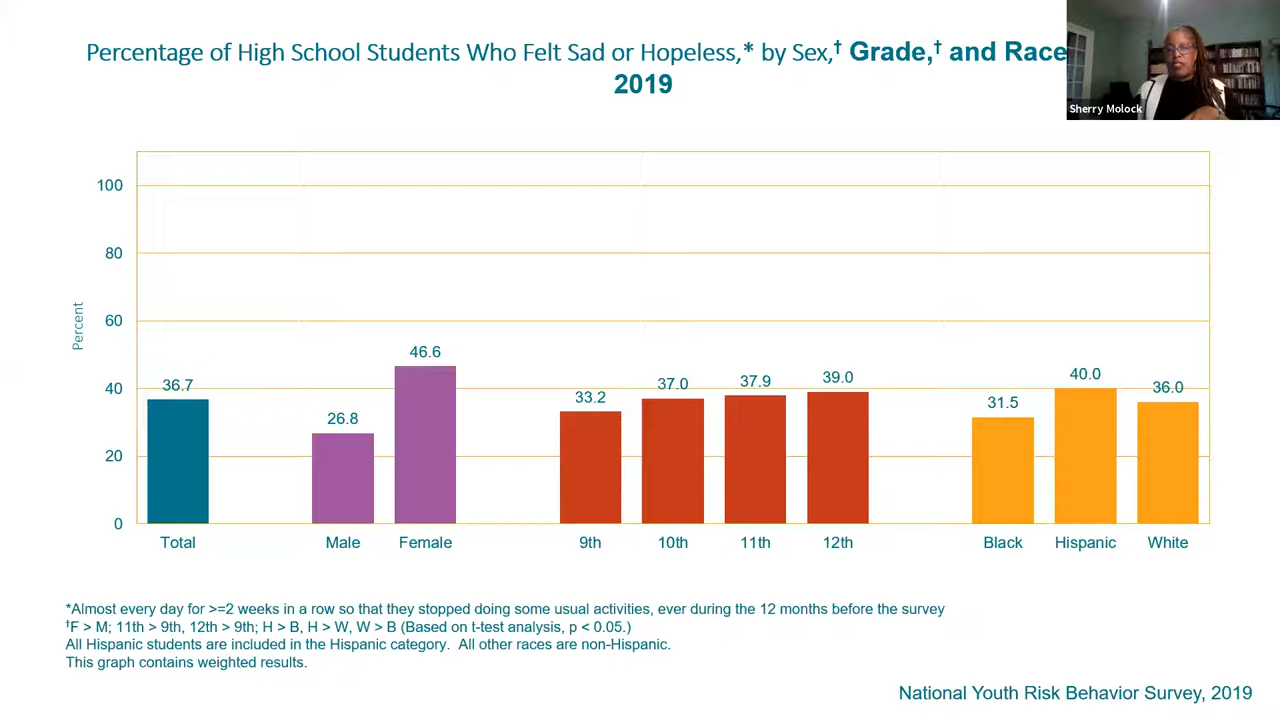 Percentage of High School Students Who Felt Sad or Hopeless,* by Sex,† Grade,† and Race
2019
Sherry Molock
Percent
100
80
60
40
20
0
36.7
26.8
46.6
33.2
37.0
37.9
39.0
31.5
40.0
36.0
Total
Male
Female
9th
10th
11th
12th
Black
Hispanic
White
*Almost every day for >=2 weeks in a row so that they stopped doing some usual activities, ever during the 12 months before the survey
†F > M; 11th > 9th, 12th > 9th; H > B, H > W, W > B (Based on t-test analysis, p < 0.05.)
All Hispanic students are included in the Hispanic category. All other races are non-Hispanic.
This graph contains weighted results.
National Youth Risk Behavior Survey, 2019